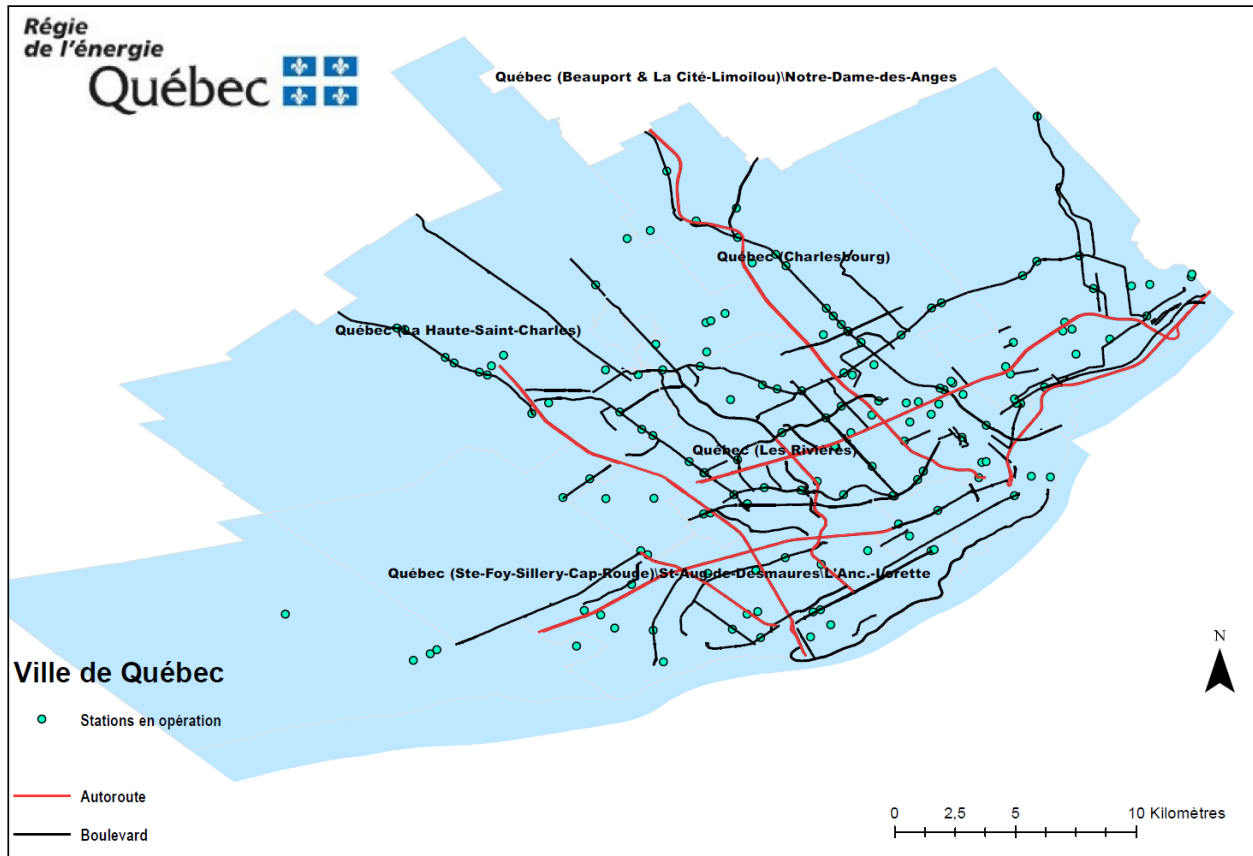 Régie
de l'énergie
Québec
Québec (Beauport & La Cité-Limoilou)\Notre-Dame-des-Anges
Québec (Charlesbourg)
Québec (La Haute-Saint-Charles)
Québec (Les Rivières)
Québec (Ste-Foy-Sillery-Cap-Rouge)\St-Aug-de-Desmaures\L'Anc.-Lorette
N
Ville de Québec
Stations en opération
Autoroute
Boulevard
0 2,5 5 10 Kilomètres